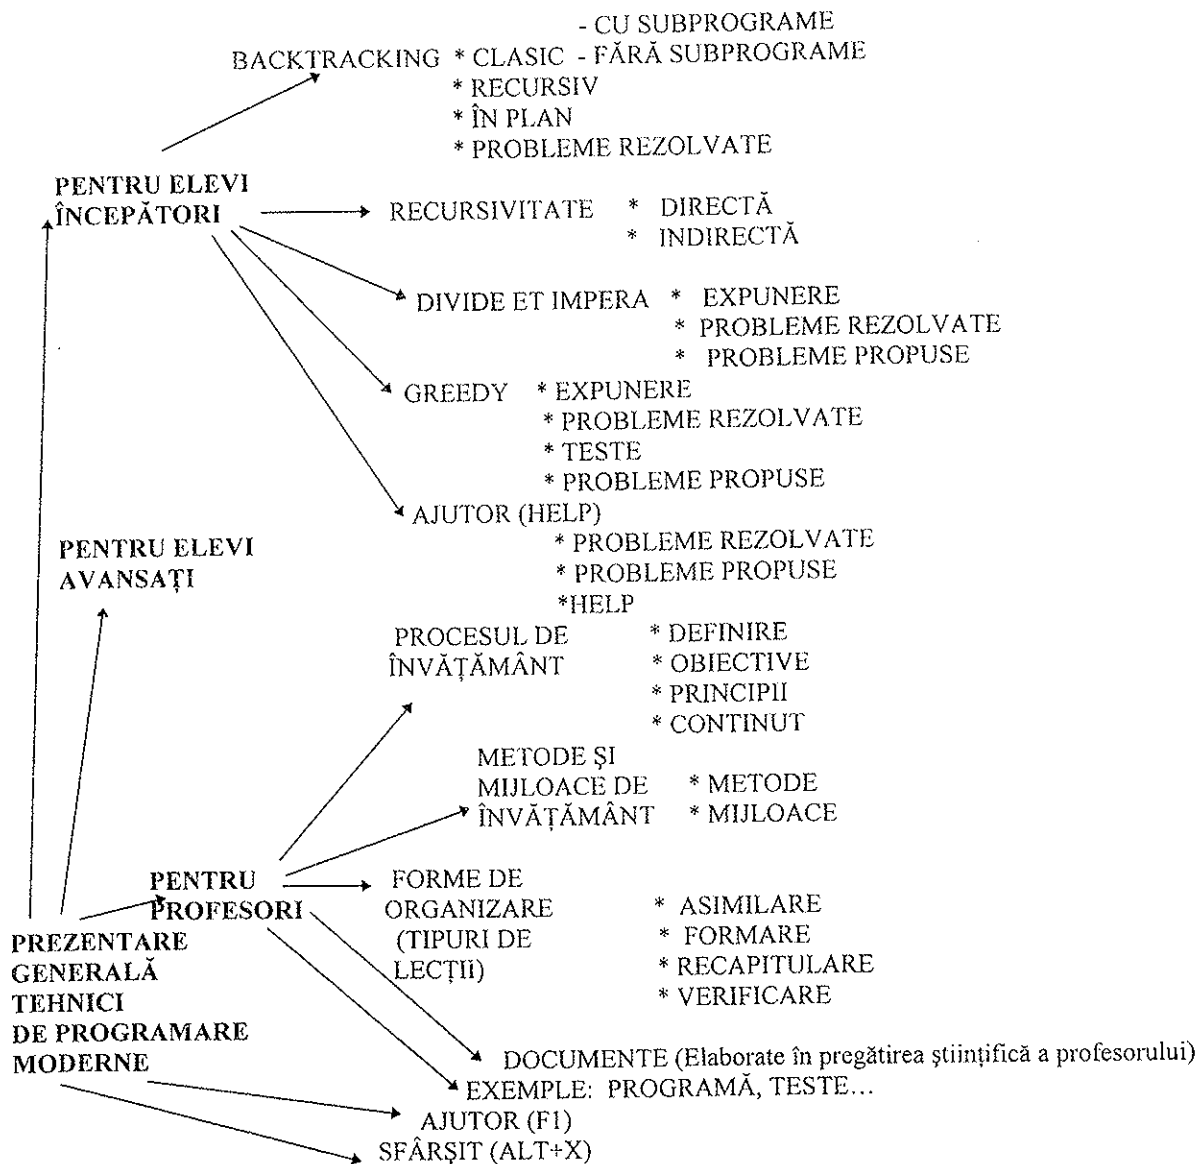 - CU SUBPROGRAME
BACKTRACKING * CLASIC - FĂRĂ SUBPROGRAME
* RECURSIV
* ÎN PLAN
* PROBLEME REZOLVATE
PENTRU ELEVI
ÎNCEPĂTORI
RECURSIVITATE * DIRECTĂ
* INDIRECTĂ
DIVIDE ET IMPERA * EXPUNERE
* PROBLEME REZOLVATE
* PROBLEME PROPUSE
GREEDY * EXPUNERE
* PROBLEME REZOLVATE
* TESTE
* PROBLEME PROPUSE
AJUTOR (HELP)
* PROBLEME REZOLVATE
* PROBLEME PROPUSE
*HELP
PENTRU ELEVI
AVANSAȚI
PROCESUL DE * DEFINIRE
ÎNVĂȚĂMÂNT * OBIECTIVE
* PRINCIPII
* CONTINUT
METODE ȘI
MIJLOACE DE * METODE
ÎNVĂȚĂMÂNT * MIJLOACE
PENTRU
PROFESORI
FORME DE
ORGANIZARE * ASIMILARE
(TIPURI DE * FORMARE
LECȚIi) * RECAPITULARE
* VERIFICARE
PREZENTARE
GENERALĂ
TEHNICI
DE PROGRAMARE
MODERNE
DOCUMENTE (Elaborate în pregătirea științifică a profesorului)
EXEMPLE: PROGRAMĂ, TESTE...
AJUTOR (F1)
SFÂRȘIT (ALT+X)